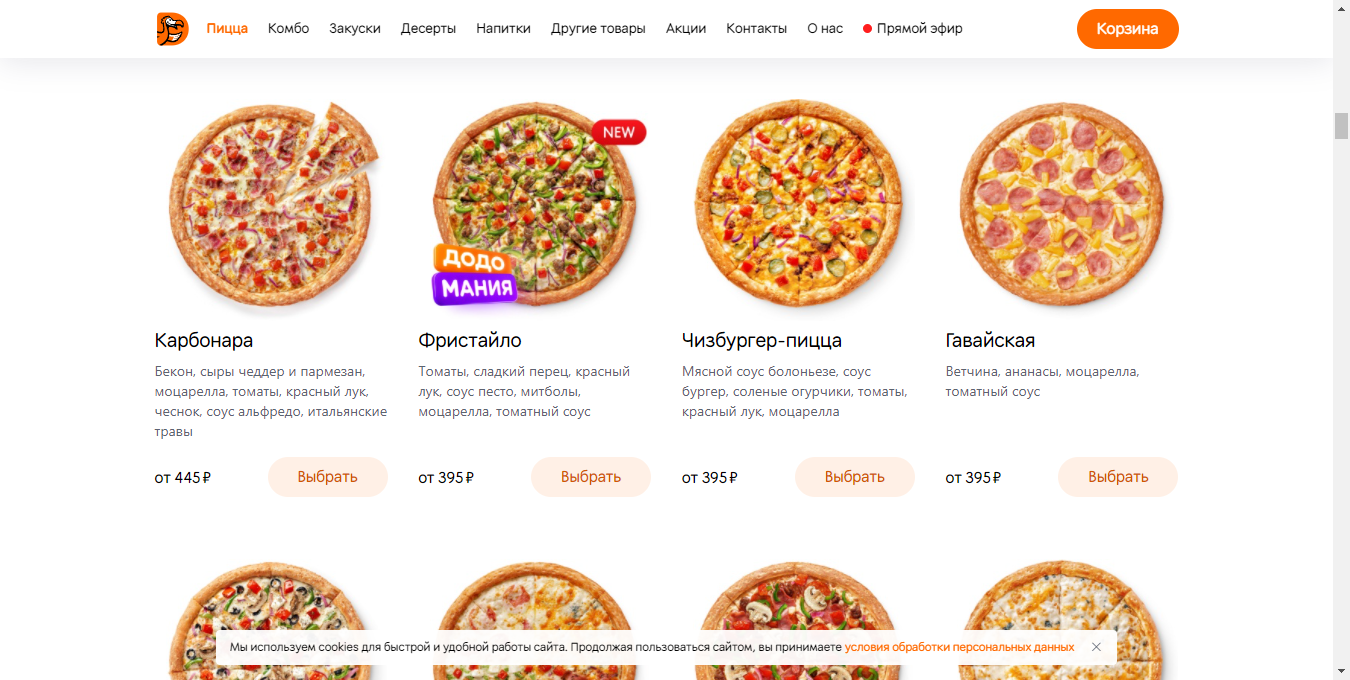 Пицца Комбо Закуски Десерты Напитки Другие товары Акции Контакты О нас Прямой эфир Корзина
NEW
ДОДО
МАНИЯ
Карбонара
Бекон, сыры чеддер и пармезан,
моцарелла, томаты, красный лук,
чеснок, соус альфредо, итальянские
травы
от 445 ₽ Выбрать
Фристайло
Томаты, сладкий перец, красный
лук, соус песто, митболы,
моцарелла, томатный соус
от 395 ₽ Выбрать
Чизбургер-пицца
Мясной соус болоньезе, соус
бургер, соленые огурчики, томаты,
красный лук, моцарелла
от 395 ₽ Выбрать
Гавайская
Ветчина, ананасы, моцарелла,
томатный соус
от 395 ₽ Выбрать
Мы используем cookies для быстрой и удобной работы сайта. Продолжая пользоваться сайтом, вы принимаете условия обработки персональных данных